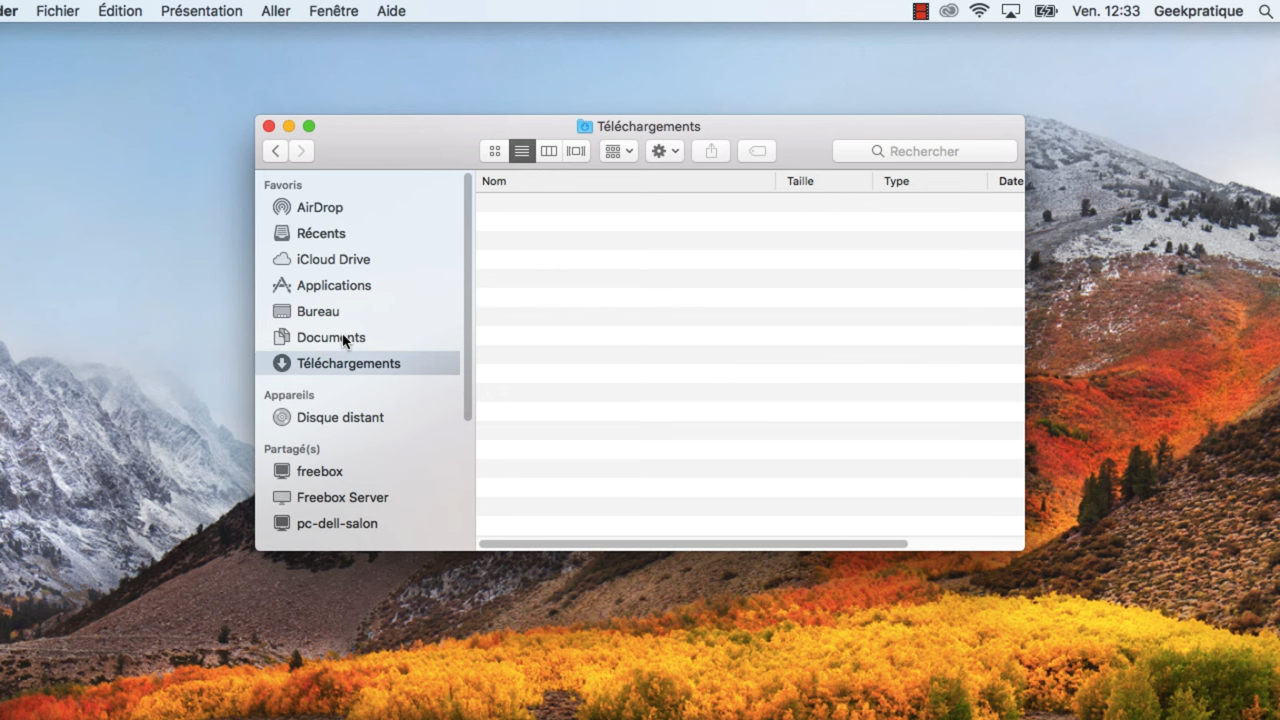 Fichier Édition Présentation Aller Fenêtre Aide Ven. 12:33 Geekpratique
Téléchargements
Rechercher
Favoris
AirDrop
Récents
iCloud Drive
Applications
Bureau
Documents
Téléchargements
Appareils
Disque distant
Partagé(s)
freebox
Freebox Server
pc-dell-salon
Nom Taille Type Date